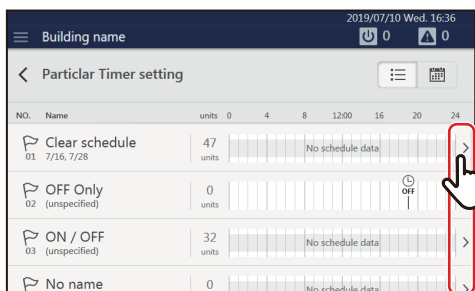 2019/07/10 Wed. 16:36
Building name 0 0
Particlar Timer setting
NO. Name units 0 4 8 12:00 16 20 24
Clear schedule 47 No schedule data
01 7/16, 7/28 units
OFF Only 0 OFF
02 (unspecified) units
ON / OFF 32 No schedule data
03 (unspecified) units
No name 0 No schedule data